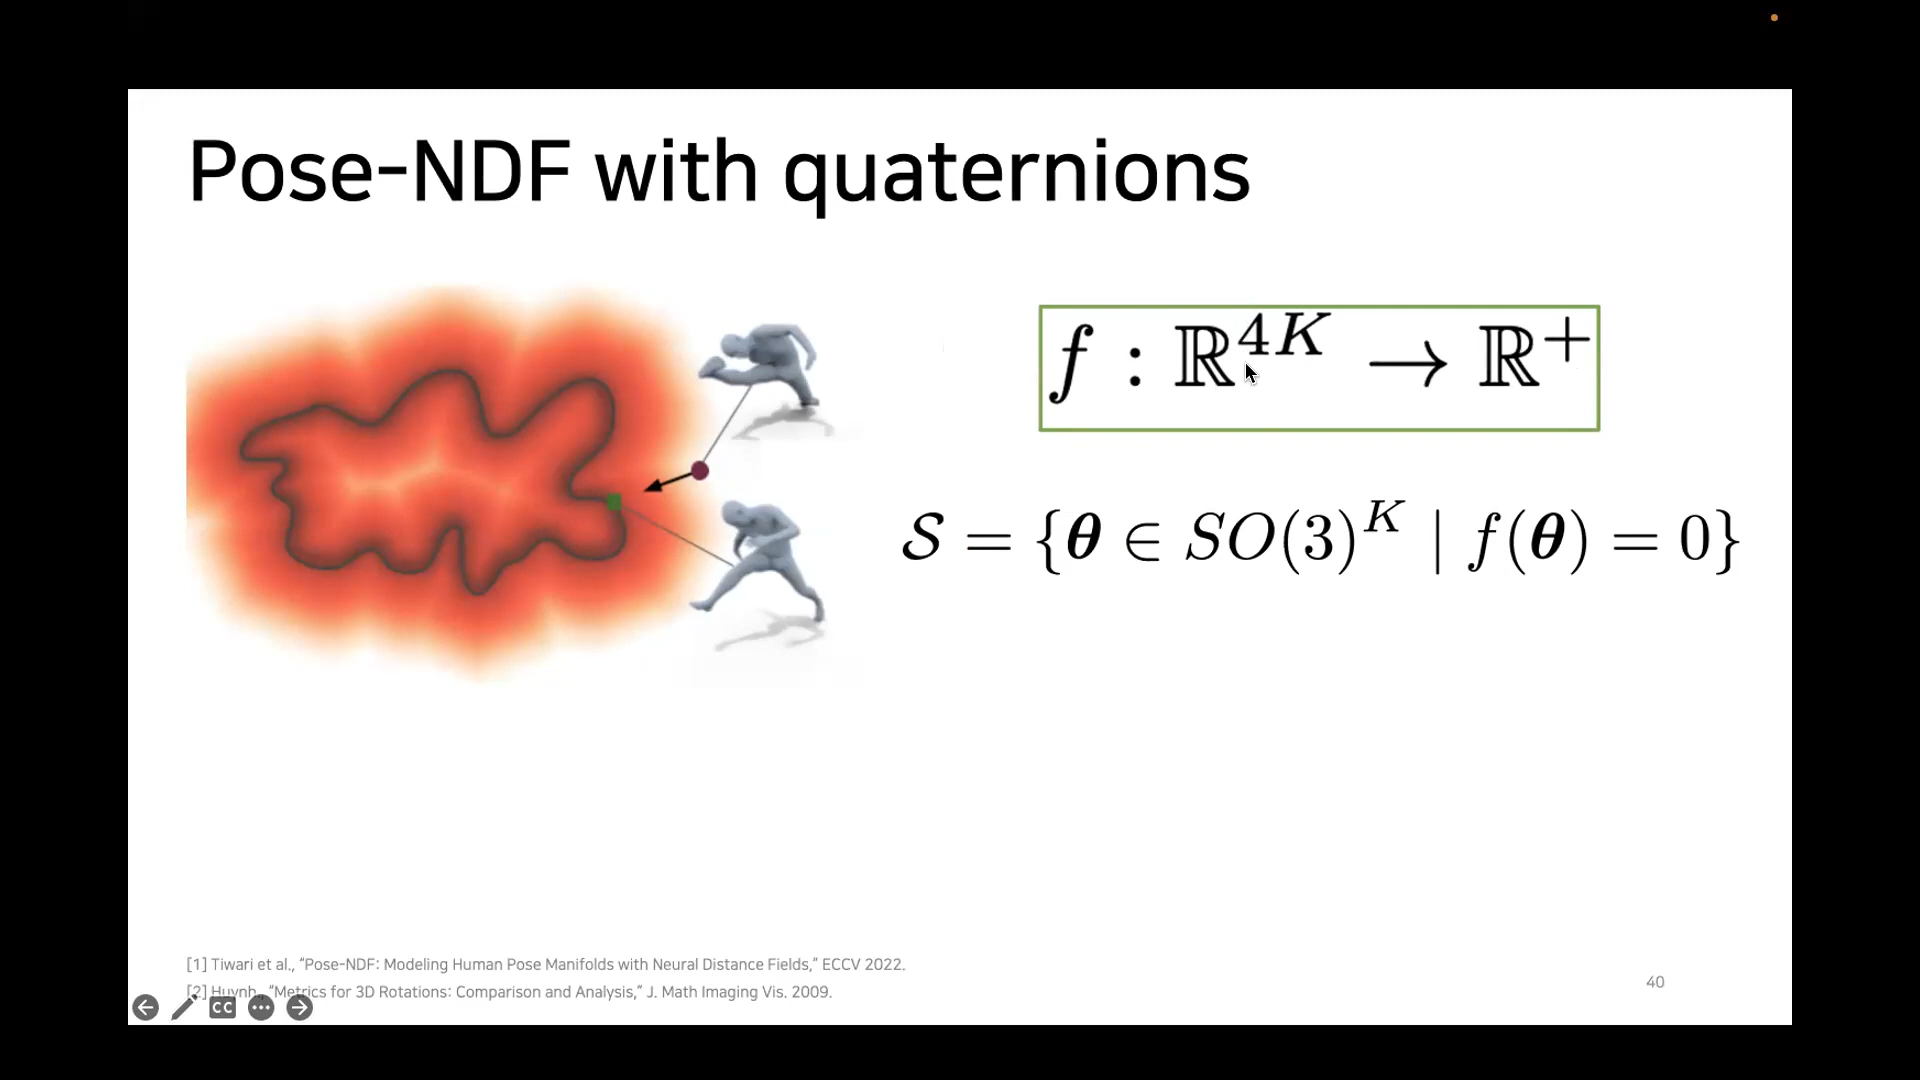 Pose-NDF with quaternions
f : ℝ^{4K} → ℝ^+
𝒮 = {𝜽 ∈ SO(3)^K | f(𝜽) = 0}
[1] Tiwari et al., “Pose-NDF: Modeling Human Pose Manifolds with Neural Distance Fields,” ECCV 2022.
[2] Huynh, “Metrics for 3D Rotations: Comparison and Analysis,” J. Math Imaging Vis. 2009.
40
CC